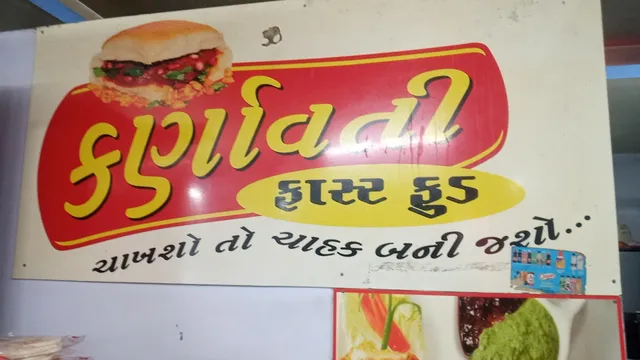 કર્ણાવતી
ફાસ્ટ ફુડ
ચાખશો તો ચાહક બની જશો...